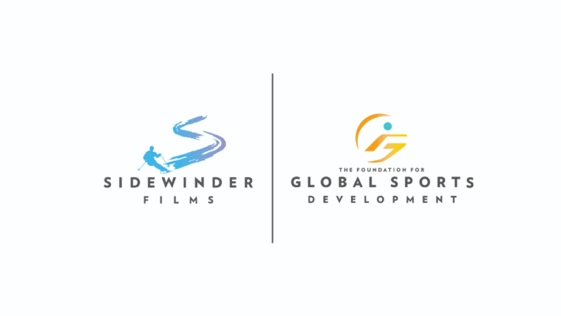 SIDEWINDER
FILMS
THE FOUNDATION FOR
GLOBAL SPORTS
DEVELOPMENT